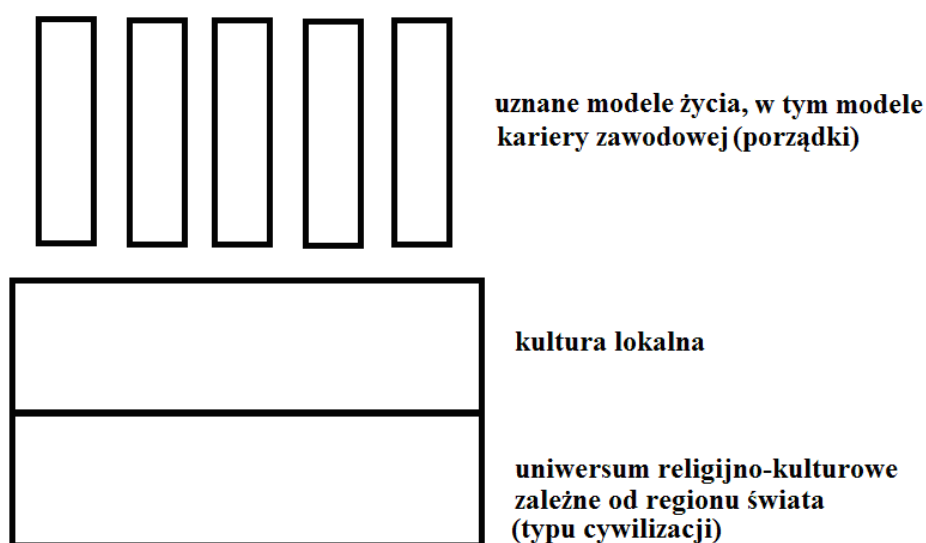 uznane modele życia, w tym modele
kariery zawodowej (porządki)
kultura lokalna
uniwersum religijno-kulturowe
zależne od regionu świata
(typu cywilizacji)